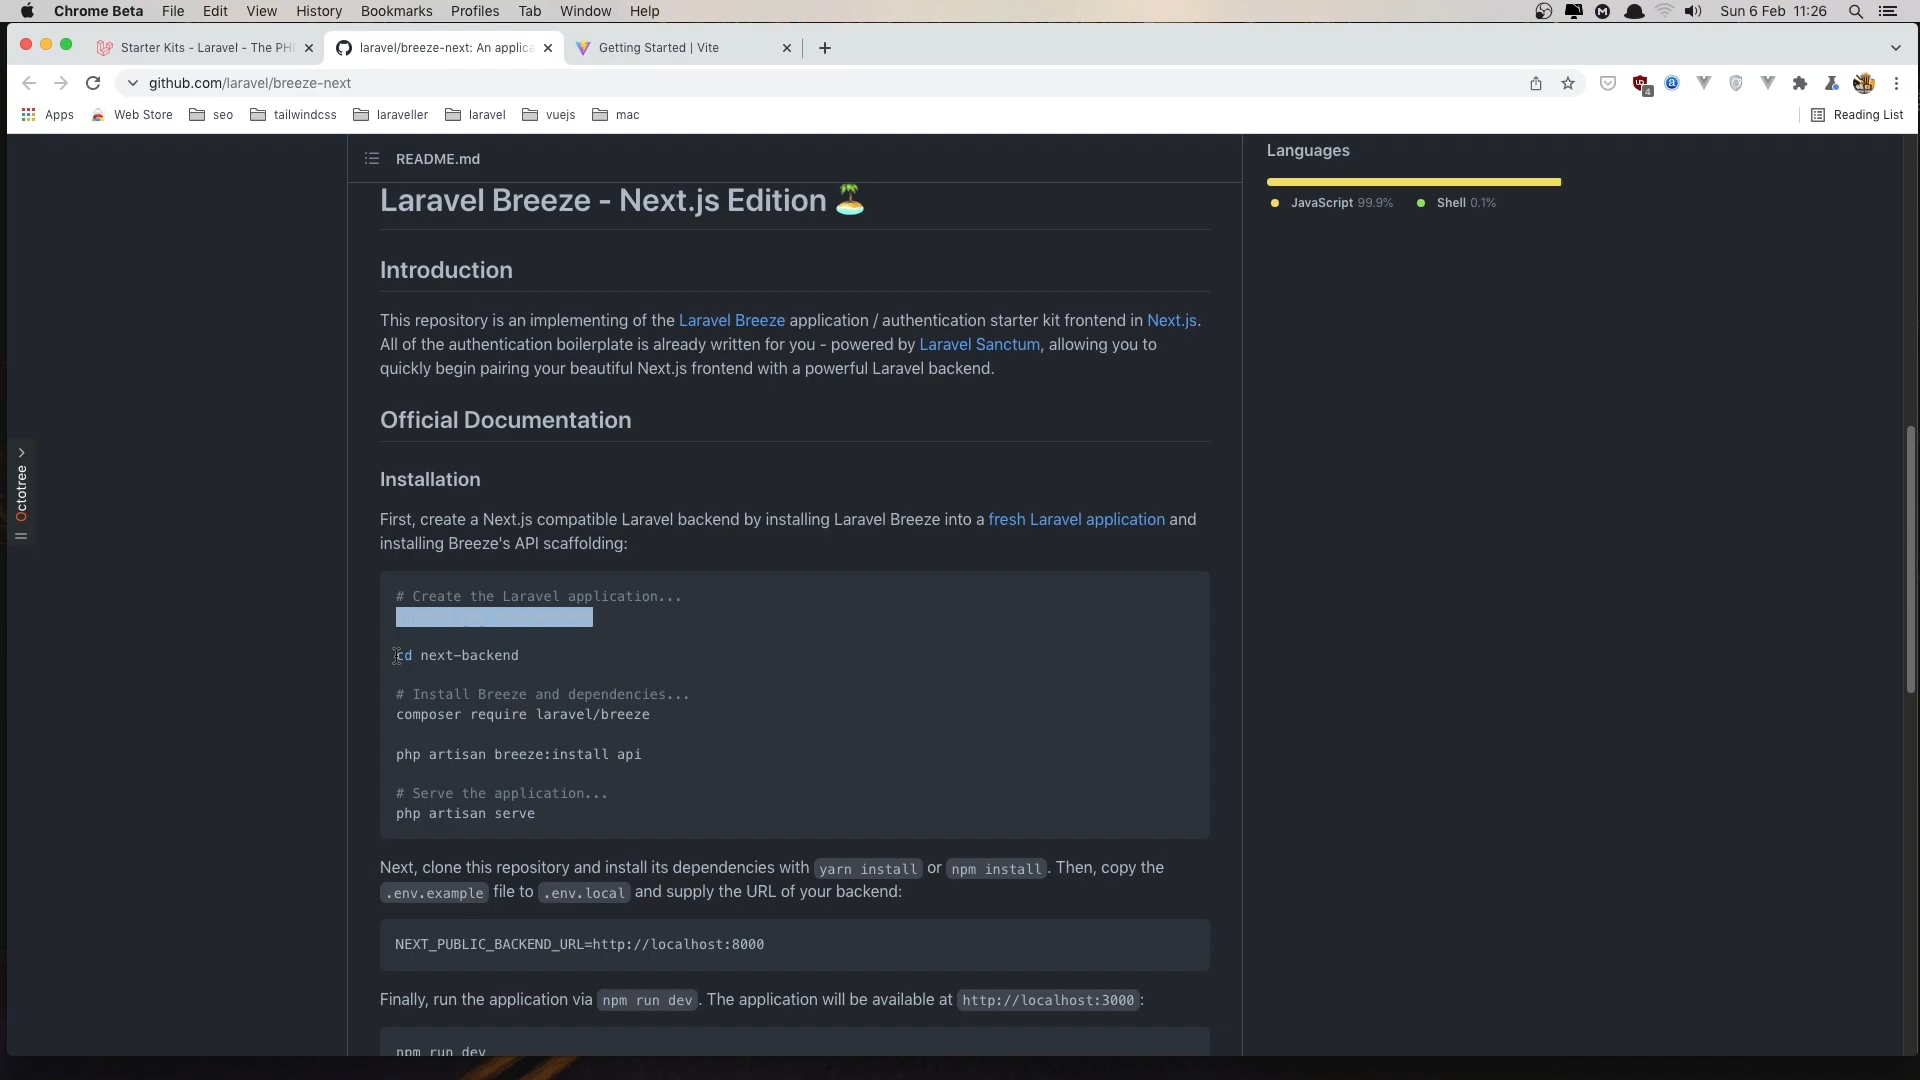 Chrome Beta File Edit View History Bookmarks Profiles Tab Window Help Sun 6 Feb 11:26
Starter Kits - Laravel - The PH laravel/breeze-next: An applica Getting Started | Vite
github.com/laravel/breeze-next 4
Apps Web Store seo tailwindcss laraveller laravel vuejs mac Reading List
README.md
Languages
JavaScript 99.9% Shell 0.1%
Octotree
Laravel Breeze - Next.js Edition 🏝️
Introduction
This repository is an implementing of the Laravel Breeze application / authentication starter kit frontend in Next.js.
All of the authentication boilerplate is already written for you - powered by Laravel Sanctum, allowing you to
quickly begin pairing your beautiful Next.js frontend with a powerful Laravel backend.
Official Documentation
Installation
First, create a Next.js compatible Laravel backend by installing Laravel Breeze into a fresh Laravel application and
installing Breeze's API scaffolding:
# Create the Laravel application...
cd next-backend
# Install Breeze and dependencies...
composer require laravel/breeze
php artisan breeze:install api
# Serve the application...
php artisan serve
Next, clone this repository and install its dependencies with yarn install or npm install. Then, copy the
.env.example file to .env.local and supply the URL of your backend:
NEXT_PUBLIC_BACKEND_URL=http://localhost:8000
Finally, run the application via npm run dev. The application will be available at http://localhost:3000:
npm run dev